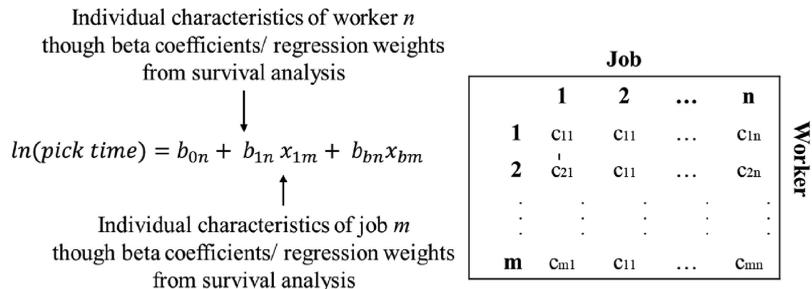 Individual characteristics of worker n
though beta coefficients/ regression weights
from survival analysis
ln(pick time) = b0n + b1n x1m + bbnxbm
Individual characteristics of job m
though beta coefficients/ regression weights
from survival analysis
Job
1 2 ... n
1 c11 c11 ... c1n
2 c21 c11 ... c2n
. . . . .
. . . . .
. . . . .
m cm1 c11 ... cmn
Worker